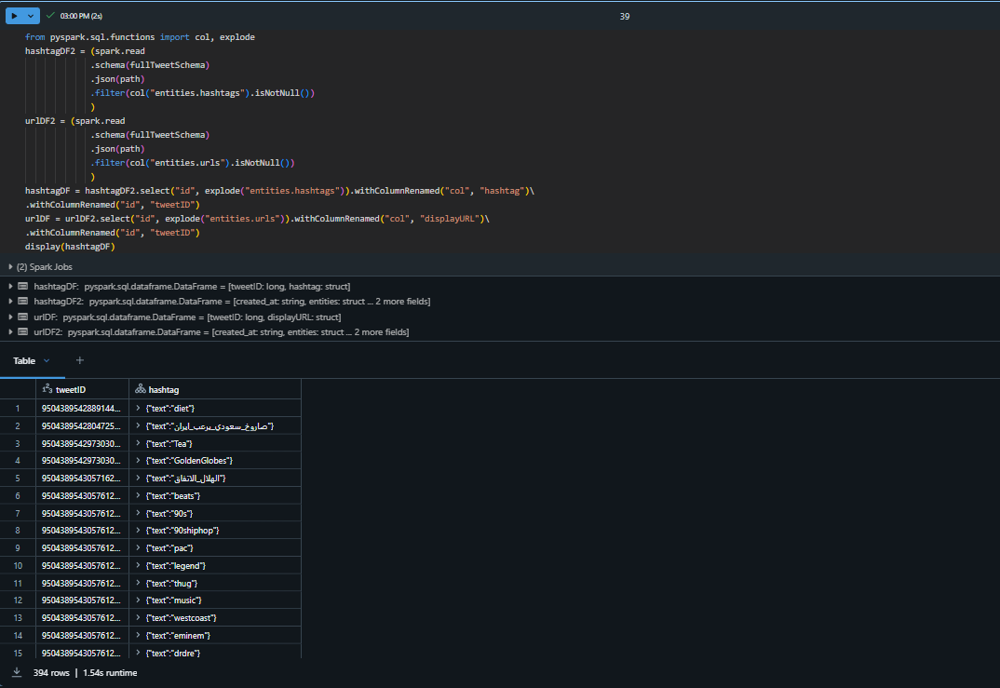 03:00 PM (2s)
39
from pyspark.sql.functions import col, explode
hashtagDF2 = (spark.read
.schema(fullTweetSchema)
.json(path)
.filter(col("entities.hashtags").isNotNull())
)
urlDF2 = (spark.read
.schema(fullTweetSchema)
.json(path)
.filter(col("entities.urls").isNotNull())
)
hashtagDF = hashtagDF2.select("id", explode("entities.hashtags")).withColumnRenamed("col", "hashtag")\
.withColumnRenamed("id", "tweetID")
urlDF = urlDF2.select("id", explode("entities.urls")).withColumnRenamed("col", "displayURL")\
.withColumnRenamed("id", "tweetID")
display(hashtagDF)
(2) Spark Jobs
hashtagDF: pyspark.sql.dataframe.DataFrame = [tweetID: long, hashtag: struct]
hashtagDF2: pyspark.sql.dataframe.DataFrame = [created_at: string, entities: struct ... 2 more fields]
urlDF: pyspark.sql.dataframe.DataFrame = [tweetID: long, displayURL: struct]
urlDF2: pyspark.sql.dataframe.DataFrame = [created_at: string, entities: struct ... 2 more fields]
Table +
1²3 tweetID hashtag
1 9504389542889144... {"text":"diet"}
2 9504389542804725... {"text":"صاروخ_سعودي_يرعب_ايران"}
3 9504389542973030... {"text":"Tea"}
4 9504389542973030... {"text":"GoldenGlobes"}
5 9504389543057162... {"text":"الهلال_الاتفاق"}
6 9504389543057612... {"text":"beats"}
7 9504389543057612... {"text":"90s"}
8 9504389543057612... {"text":"90shiphop"}
9 9504389543057612... {"text":"pac"}
10 9504389543057612... {"text":"legend"}
11 9504389543057612... {"text":"thug"}
12 9504389543057612... {"text":"music"}
13 9504389543057612... {"text":"westcoast"}
14 9504389543057612... {"text":"eminem"}
15 9504389543057612... {"text":"drdre"}
394 rows | 1.54s runtime